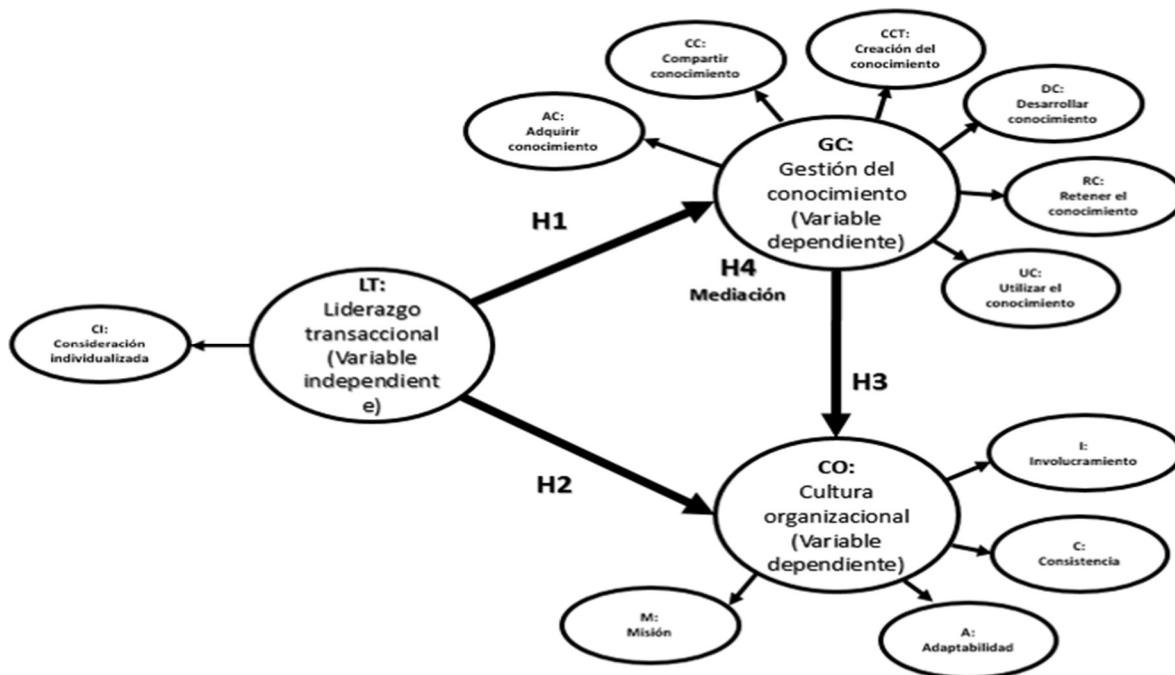 CC:
Compartir
conocimiento
CCT:
Creación del
conocimiento
DC:
Desarrollar
conocimiento
AC:
Adquirir
conocimiento
GC:
Gestión del
conocimiento
(Variable
dependiente)
RC:
Retener el
conocimiento
UC:
Utilizar el
conocimiento
H1
H4
Mediación
LT:
Liderazgo
transaccional
(Variable
independient
e)
CI:
Consideración
individualizada
H3
H2
CO:
Cultura
organizacional
(Variable
dependiente)
I:
Involucramiento
C:
Consistencia
M:
Misión
A:
Adaptabilidad